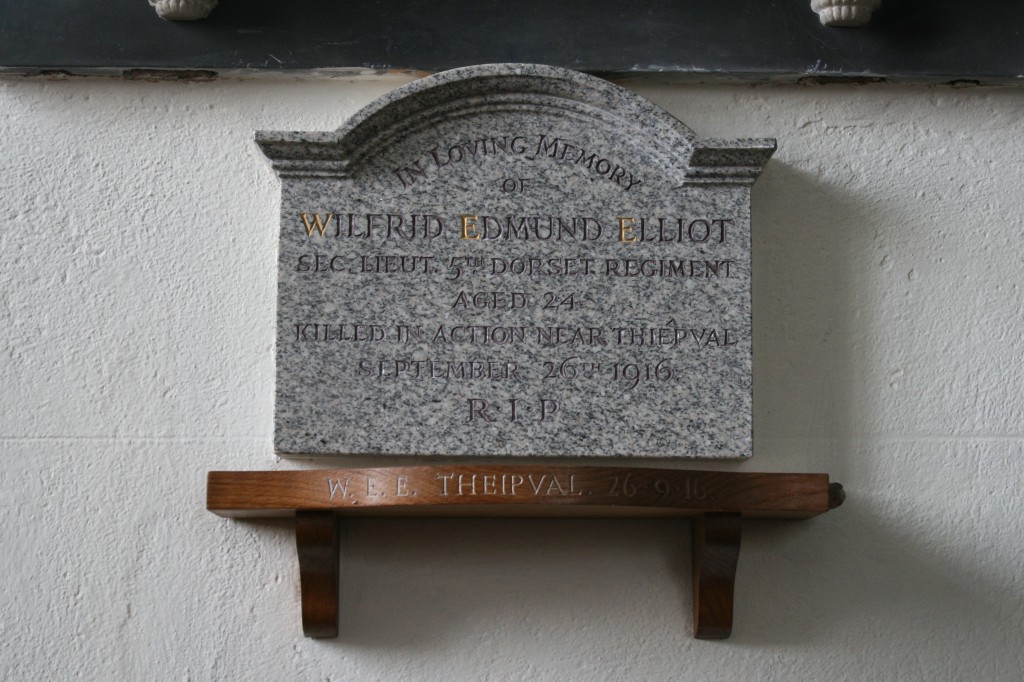 IN LOVING MEMORY
OF
WILFRID EDMUND ELLIOT
SEC. LIEUT. 5TH DORSET REGIMENT
AGED 24
KILLED IN ACTION NEAR THIÊPVAL
SEPTEMBER 26TH 1916.
R·I·P
W. E. E. THEIPVAL. 26·9·16.